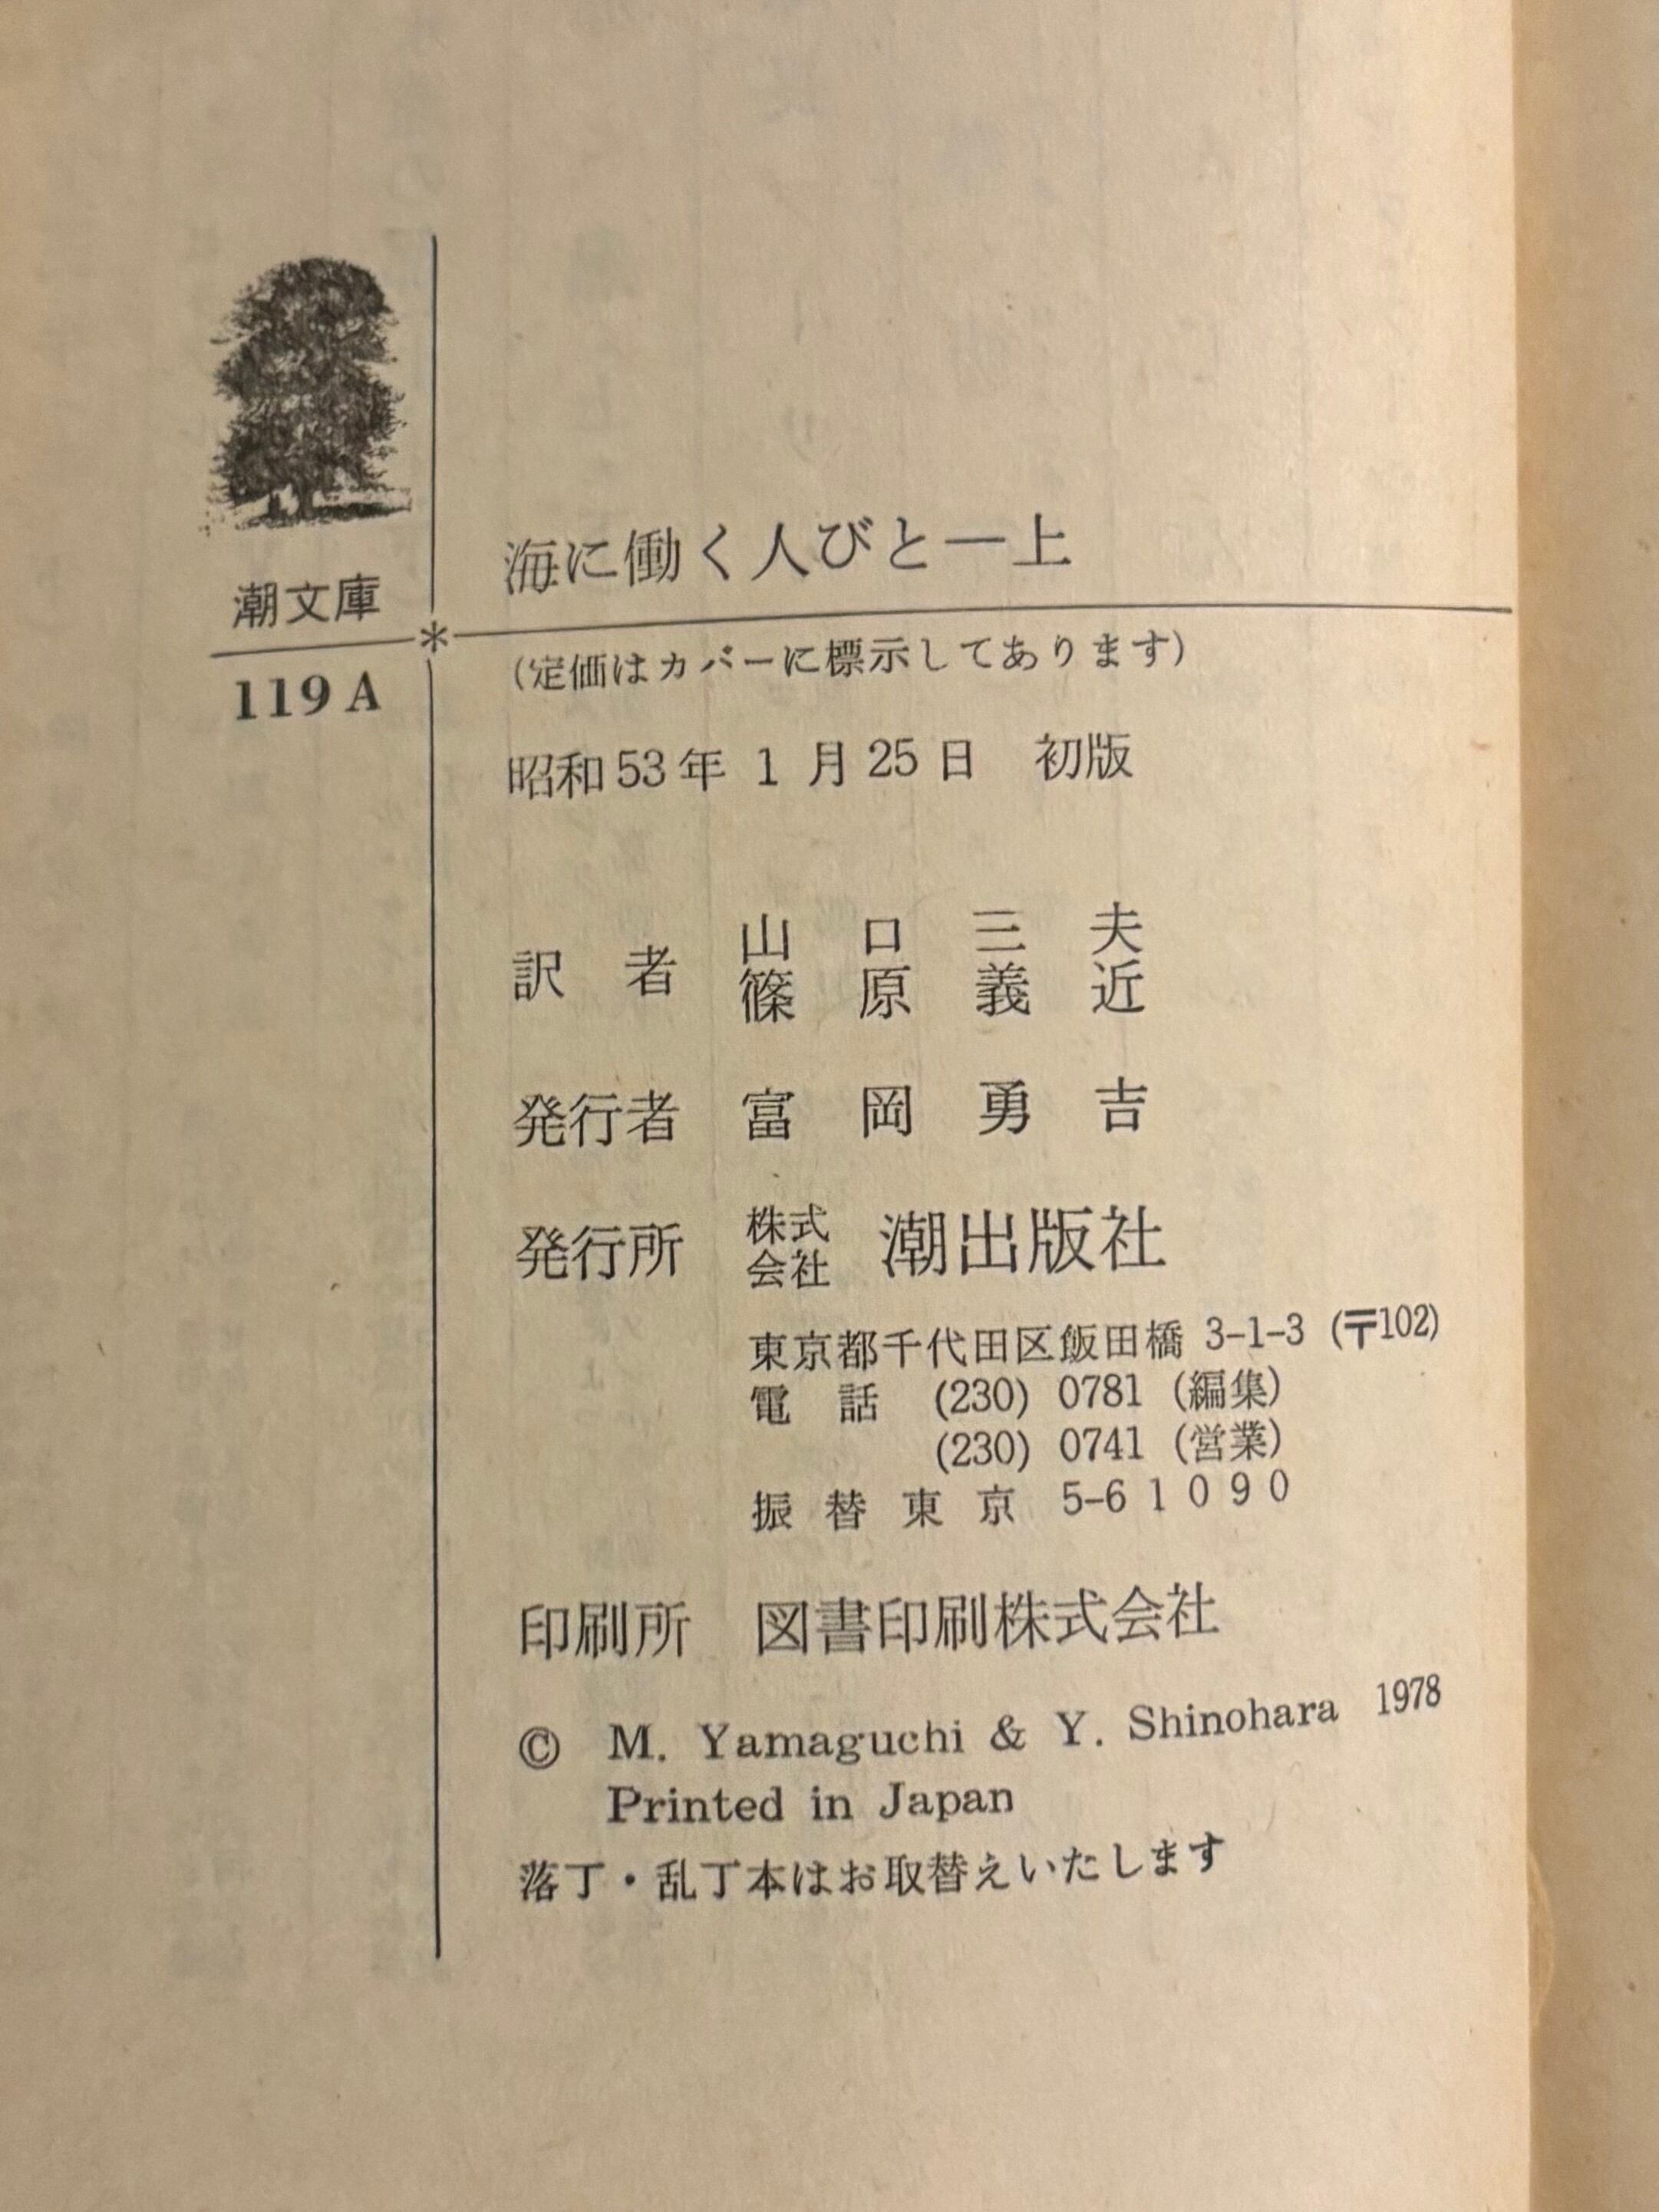 潮文庫
119A
海に働く人びと―上
(定価はカバーに標示してあります)
昭和53年1月25日 初版
訳者 山口三夫
篠原義近
発行者 富岡勇吉
発行所 株式会社 潮出版社
東京都千代田区飯田橋 3-1-3 (〒102)
電話 (230) 0781 (編集)
(230) 0741 (営業)
振替東京 5-61090
印刷所 図書印刷株式会社
© M. Yamaguchi & Y. Shinohara 1978
Printed in Japan
落丁・乱丁本はお取替えいたします